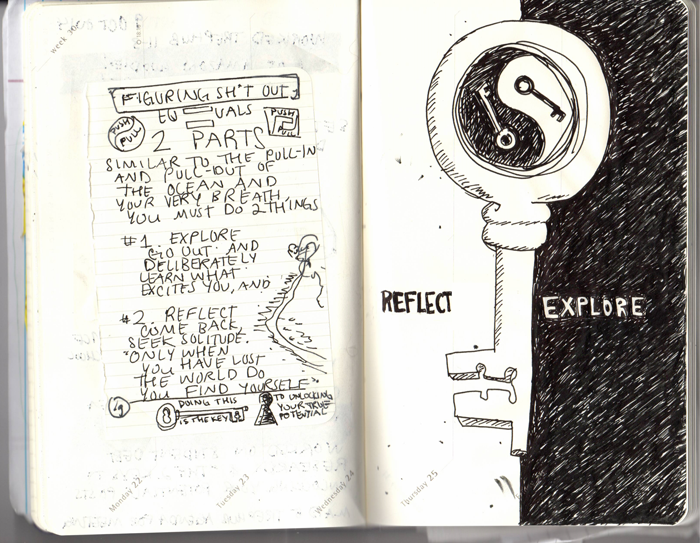 week 30
FIGURING SH*T OUT
EQUALS
PUSH PULL
PUSH PULL
2 PARTS
SIMILAR TO THE PULL-IN
AND PULL-OUT OF
THE OCEAN AND
YOUR VERY BREATH,
YOU MUST DO 2 THINGS
#1. EXPLORE
GO OUT AND
DELIBERATELY
LEARN WHAT
EXCITES YOU, AND
#2. REFLECT
COME BACK,
SEEK SOLITUDE.
"ONLY WHEN
YOU HAVE LOST
THE WORLD DO
YOU FIND YOURSELF"
DOING THIS
IS THE KEY
TO UNLOCKING
YOUR TRUE
POTENTIAL
Monday 22
Tuesday 23
Wednesday 24
Thursday 25
REFLECT
EXPLORE